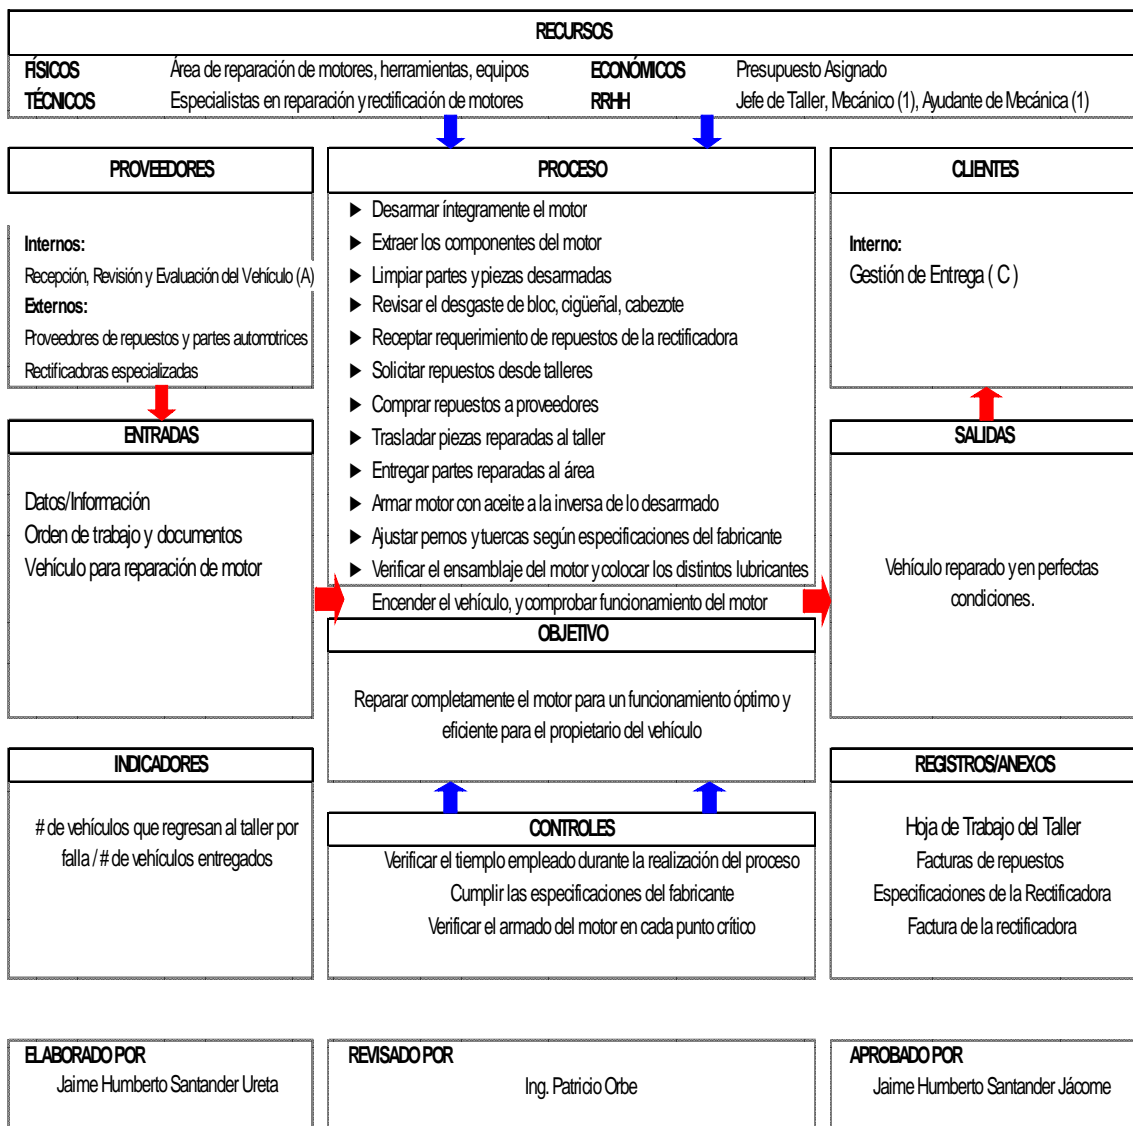 RECURSOS
FÍSICOS Área de reparación de motores, herramientas, equipos ECONÓMICOS Presupuesto Asignado
TÉCNICOS Especialistas en reparación y rectificación de motores RRHH Jefe de Taller, Mecánico (1), Ayudante de Mecánica (1)
PROVEEDORES
Internos:
Recepción, Revisión y Evaluación del Vehículo (A)
Externos:
Proveedores de repuestos y partes automotrices
Rectificadoras especializadas
ENTRADAS
Datos/Información
Orden de trabajo y documentos
Vehículo para reparación de motor
INDICADORES
# de vehículos que regresan al taller por
falla / # de vehículos entregados
PROCESO
▶ Desarmar íntegramente el motor
▶ Extraer los componentes del motor
▶ Limpiar partes y piezas desarmadas
▶ Revisar el desgaste de bloc, cigüeñal, cabezote
▶ Receptar requerimiento de repuestos de la rectificadora
▶ Solicitar repuestos desde talleres
▶ Comprar repuestos a proveedores
▶ Trasladar piezas reparadas al taller
▶ Entregar partes reparadas al área
▶ Armar motor con aceite a la inversa de lo desarmado
▶ Ajustar pernos y tuercas según especificaciones del fabricante
▶ Verificar el ensamblaje del motor y colocar los distintos lubricantes
Encender el vehículo, y comprobar funcionamiento del motor
OBJETIVO
Reparar completamente el motor para un funcionamiento óptimo y
eficiente para el propietario del vehículo
CONTROLES
Verificar el tiemplo empleado durante la realización del proceso
Cumplir las especificaciones del fabricante
Verificar el armado del motor en cada punto crítico
CLIENTES
Interno:
Gestión de Entrega ( C )
SALIDAS
Vehículo reparado y en perfectas
condiciones.
REGISTROS/ANEXOS
Hoja de Trabajo del Taller
Facturas de repuestos
Especificaciones de la Rectificadora
Factura de la rectificadora
ELABORADO POR
Jaime Humberto Santander Ureta
REVISADO POR
Ing. Patricio Orbe
APROBADO POR
Jaime Humberto Santander Jácome